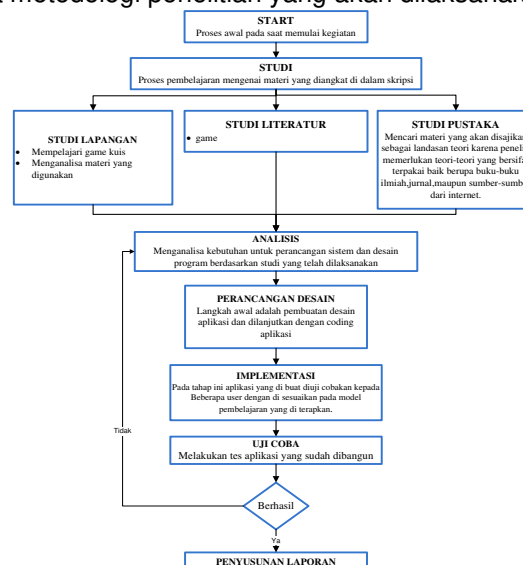 metodologi penelitian yang akan dilaksanak
START
Proses awal pada saat memulai kegiatan
STUDI
Proses pembelajaran mengenai materi yang diangkat di dalam skripsi
STUDI LAPANGAN
• Mempelajari game kuis
• Menganalisa materi yang
digunakan
STUDI LITERATUR
• game
STUDI PUSTAKA
Mencari materi yang akan disajikan
sebagai landasan teori karena
memerlukan teori-teori yang
terpakai baik berupa buku-buku
ilmiah,jurnal,maupun
dari internet.
ANALISIS
Menganalisa kebutuhan untuk perancangan sistem dan desain
program berdasarkan studi yang telah dilaksanakan
PERANCANGAN DESAIN
Langkah awal adalah pembuatan desain
aplikasi dan dilanjutkan dengan coding
aplikasi
IMPLEMENTASI
Pada tahap ini aplikasi yang di buat diuji cobakan kepada
Beberapa user dengan di sesuaikan pada model
pembelajaran yang di terapkan.
Tidak
UJI COBA
Melakukan tes aplikasi yang sudah dibangun
Berhasil
Ya
PENYUSUNAN LAPORAN